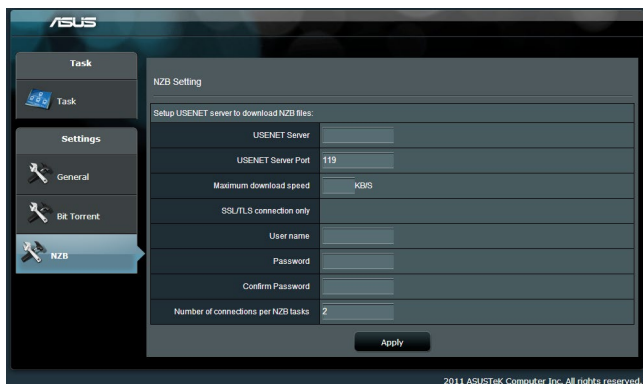 ASUS
Task
Task
Settings
General
Bit Torrent
NZB
NZB Setting
Setup USENET server to download NZB files:
USENET Server
USENET Server Port 119
Maximum download speed KB/S
SSL/TLS connection only
User name
Password
Confirm Password
Number of connections per NZB tasks 2
Apply
2011 ASUSTeK Computer Inc. All rights reserved